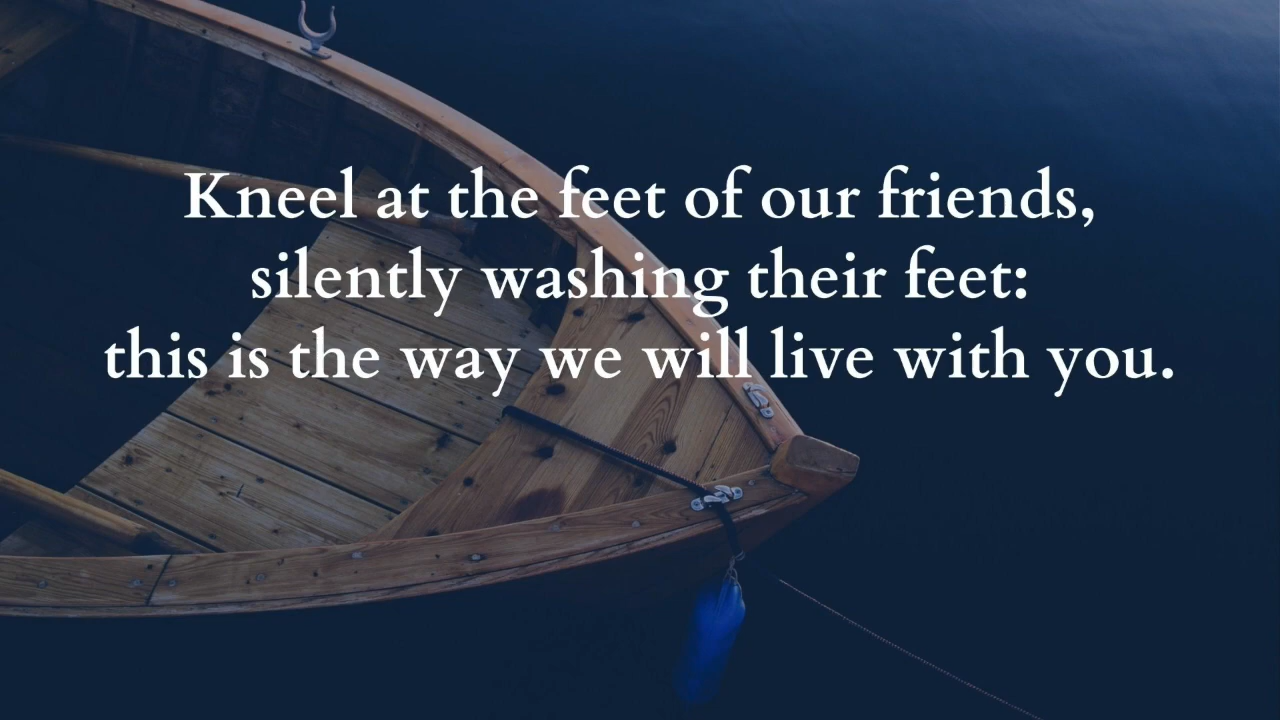 Kneel at the feet of our friends,
silently washing their feet:
this is the way we will live with you.